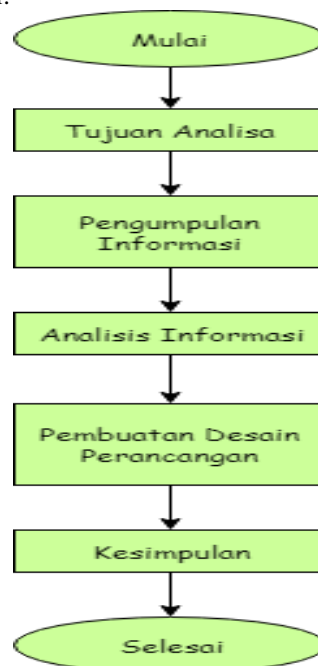 Mulai
Tujuan Analisa
Pengumpulan
Informasi
Analisis Informasi
Pembuatan Desain
Perancangan
Kesimpulan
Selesai